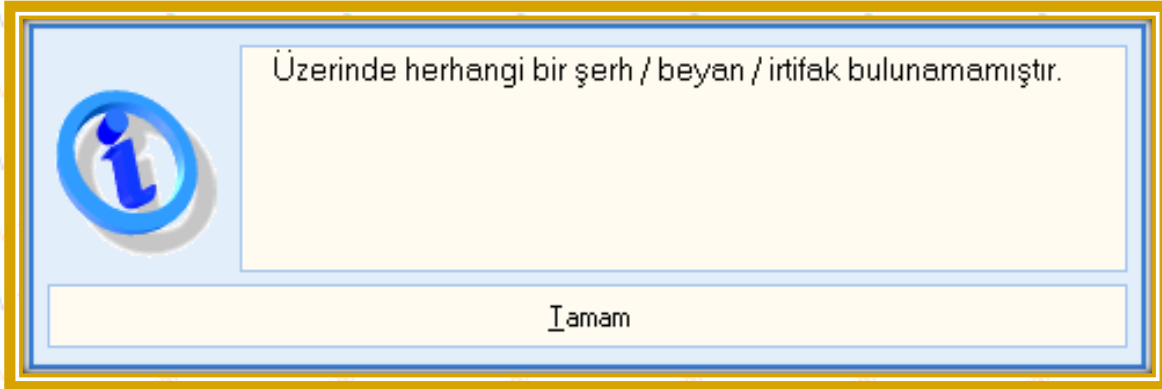 Üzerinde herhangi bir şerh / beyan / irtifak bulunamamıştır.
Tamam